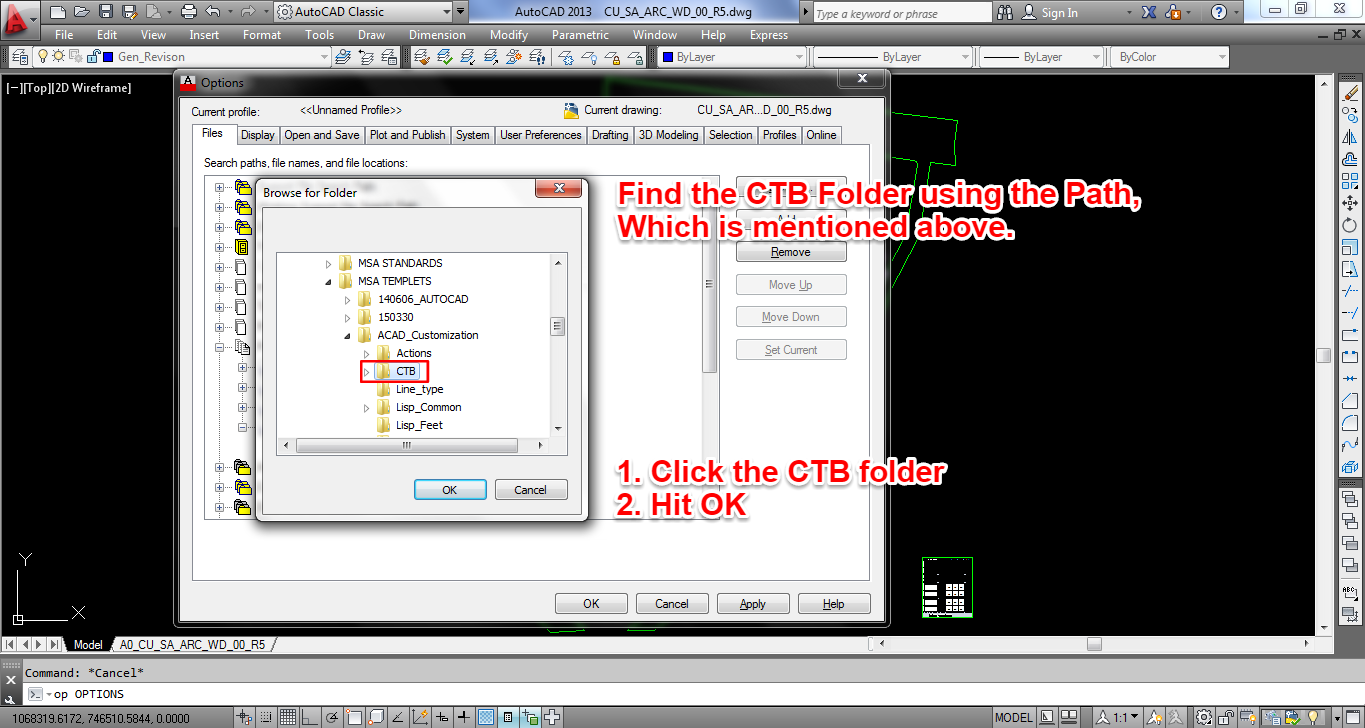 AutoCAD Classic
AutoCAD 2013 CU_SA_ARC_WD_00_R5.dwg
Type a keyword or phrase
Sign In
File Edit View Insert Format Tools Draw Dimension Modify Parametric Window Help Express
Gen_Revison
ByLayer
ByLayer
ByLayer
ByColor
[−][Top][2D Wireframe]
Options
Current profile: <<Unnamed Profile>>
Current drawing: CU_SA_AR...D_00_R5.dwg
Files Display Open and Save Plot and Publish System User Preferences Drafting 3D Modeling Selection Profiles Online
Search paths, file names, and file locations:
Browse for Folder
MSA STANDARDS
MSA TEMPLETS
140606_AUTOCAD
150330
ACAD_Customization
Actions
CTB
Line_type
Lisp_Common
Lisp_Feet
OK Cancel
Find the CTB Folder using the Path,
Which is mentioned above.
Remove
Move Up
Move Down
Set Current
1. Click the CTB folder
2. Hit OK
OK Cancel Apply Help
Y
X
ABC
Model A0_CU_SA_ARC_WD_00_R5
Command: *Cancel*
op OPTIONS
1068319.6172, 746510.5844, 0.0000
MODEL
1:1